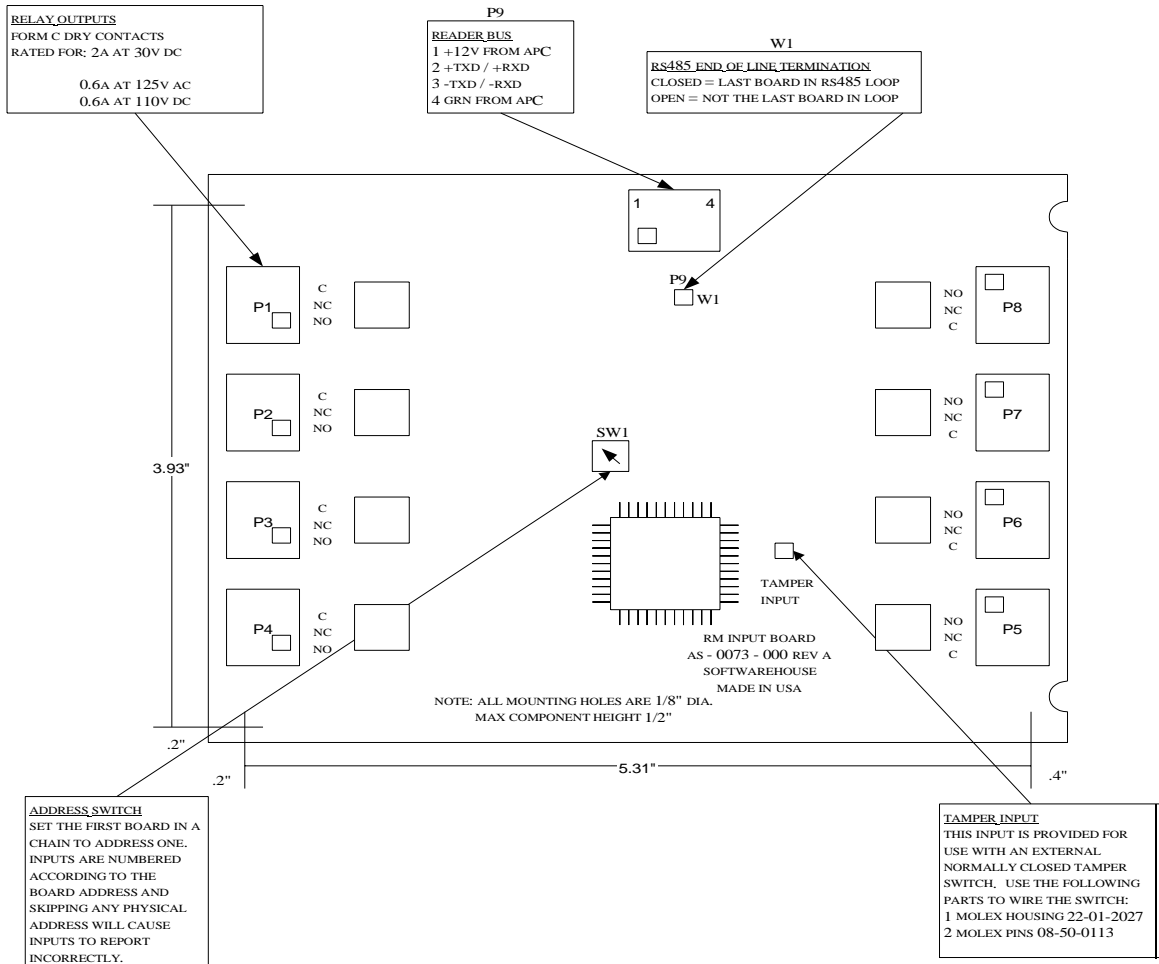 RELAY OUTPUTS
FORM C DRY CONTACTS
RATED FOR: 2A AT 30V DC
0.6A AT 125V AC
0.6A AT 110V DC
P9
READER BUS
1 +12V FROM APC
2 +TXD / +RXD
3 -TXD / -RXD
4 GRN FROM APC
W1
RS485 END OF LINE TERMINATION
CLOSED = LAST BOARD IN RS485 LOOP
OPEN = NOT THE LAST BOARD IN LOOP
1 4
P9
W1
P1
C
NC
NO
P2
C
NC
NO
P3
C
NC
NO
P4
C
NC
NO
NO
NC
C
P8
NO
NC
C
P7
NO
NC
C
P6
NO
NC
C
P5
3.93"
SW1
TAMPER
INPUT
RM INPUT BOARD
AS - 0073 - 000 REV A
SOFTWAREHOUSE
MADE IN USA
NOTE: ALL MOUNTING HOLES ARE 1/8" DIA.
MAX COMPONENT HEIGHT 1/2"
.2"
.2"
5.31"
.4"
ADDRESS SWITCH
SET THE FIRST BOARD IN A
CHAIN TO ADDRESS ONE.
INPUTS ARE NUMBERED
ACCORDING TO THE
BOARD ADDRESS AND
SKIPPING ANY PHYSICAL
ADDRESS WILL CAUSE
INPUTS TO REPORT
INCORRECTLY.
TAMPER INPUT
THIS INPUT IS PROVIDED FOR
USE WITH AN EXTERNAL
NORMALLY CLOSED TAMPER
SWITCH. USE THE FOLLOWING
PARTS TO WIRE THE SWITCH:
1 MOLEX HOUSING 22-01-2027
2 MOLEX PINS 08-50-0113